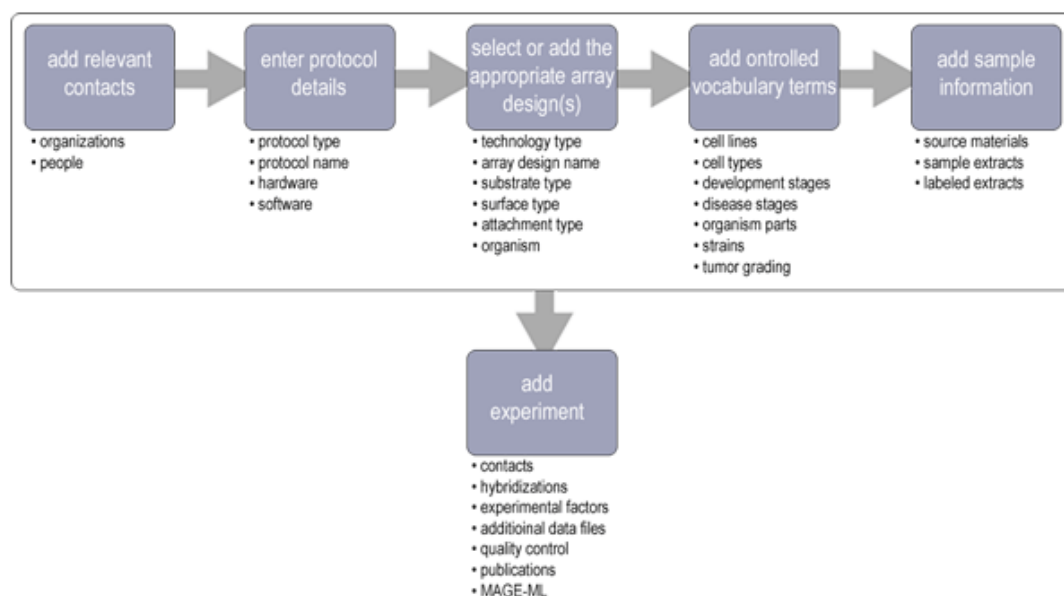 add relevant
contacts
• organizations
• people
enter protocol
details
• protocol type
• protocol name
• hardware
• software
select or add the
appropriate array
design(s)
• technology type
• array design name
• substrate type
• surface type
• attachment type
• organism
add ontrolled
vocabulary terms
• cell lines
• cell types
• development stages
• disease stages
• organism parts
• strains
• tumor grading
add sample
information
• source materials
• sample extracts
• labeled extracts
add
experiment
• contacts
• hybridizations
• experimental factors
• additioinal data files
• quality control
• publications
• MAGE-ML